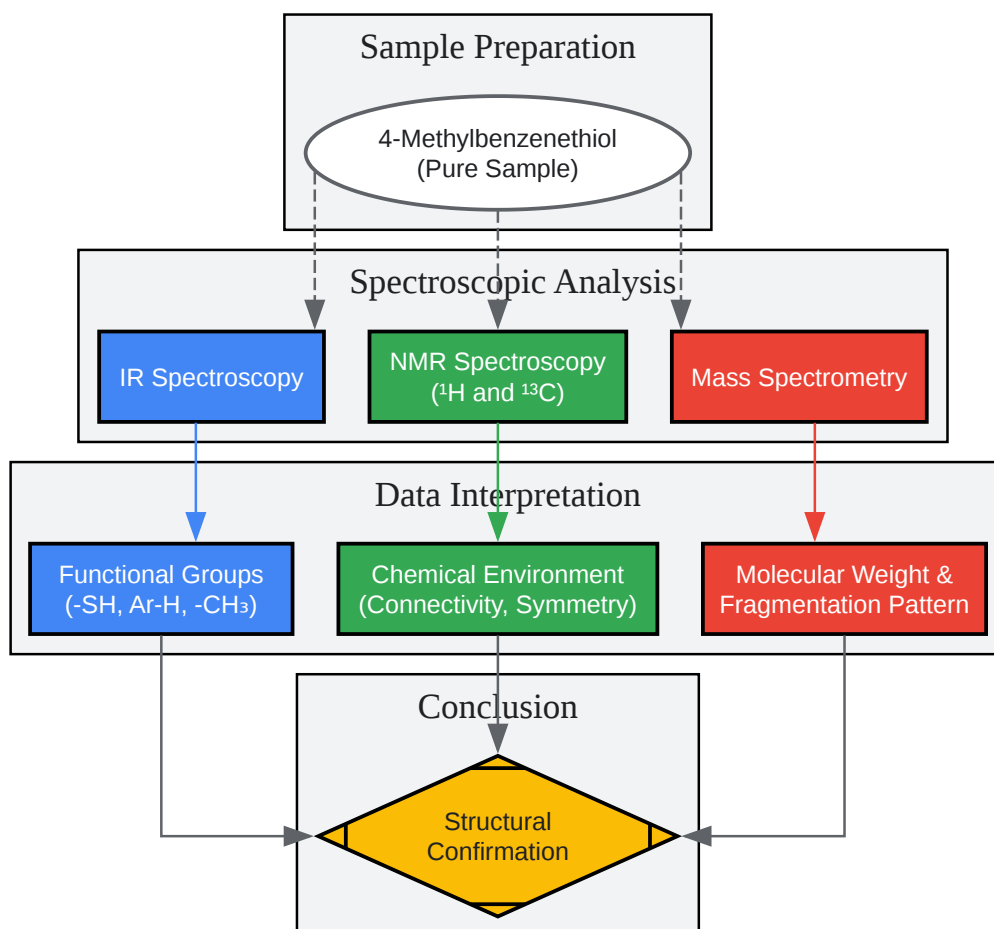 Sample Preparation
4-Methylbenzenethiol
(Pure Sample)
Spectroscopic Analysis
IR Spectroscopy
NMR Spectroscopy
(¹H and ¹³C)
Mass Spectrometry
Data Interpretation
Functional Groups
(-SH, Ar-H, -CH₃)
Chemical Environment
(Connectivity, Symmetry)
Molecular Weight &
Fragmentation Pattern
Conclusion
Structural
Confirmation